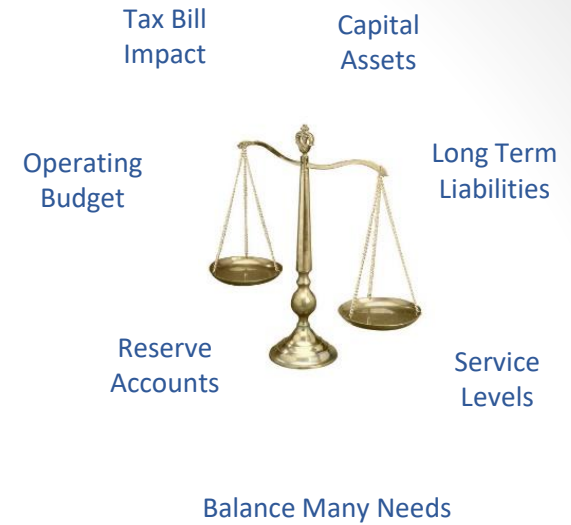 Tax Bill
Impact
Capital
Assets
Operating
Budget
Long Term
Liabilities
Reserve
Accounts
Service
Levels
Balance Many Needs